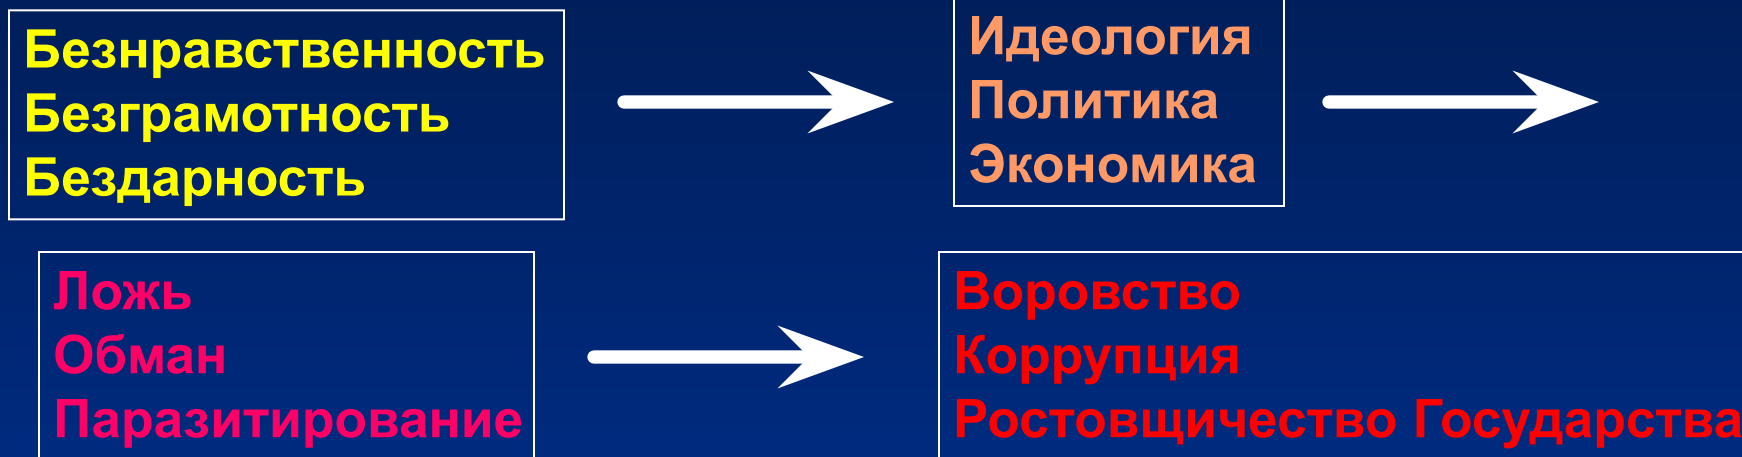 Безнравственность
Безграмотность
Бездарность
Идеология
Политика
Экономика
Ложь
Обман
Паразитирование
Воровство
Коррупция
Ростовщичество Государства